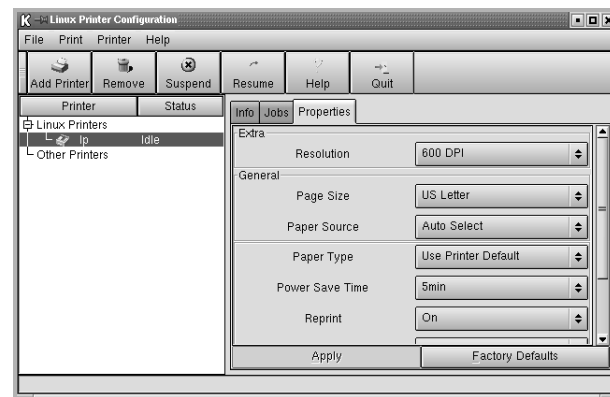 Linux Printer Configuration
File Print Printer Help
Add Printer Remove Suspend Resume Help Quit
Printer Status
Linux Printers
lp Idle
Other Printers
Info Jobs Properties
Extra
Resolution 600 DPI
General
Page Size US Letter
Paper Source Auto Select
Paper Type Use Printer Default
Power Save Time 5min
Reprint On
Apply Factory Defaults